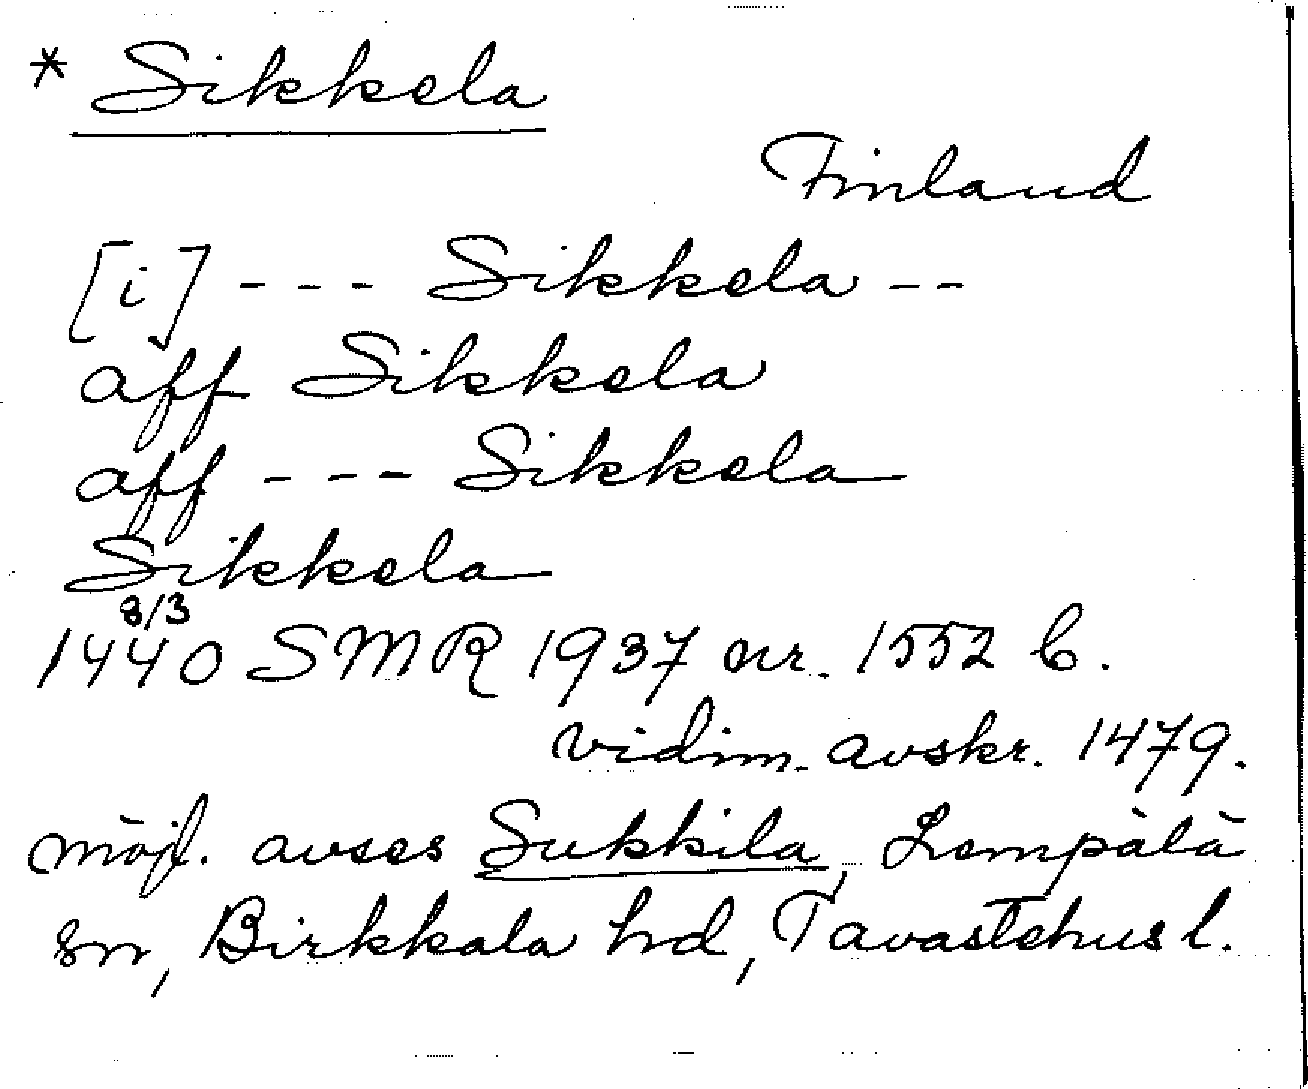 * Sikkela
Finland
[i] --- Sikkela --
aff Sikkela
aff --- Sikkela
Sikkela
8/3
1440 SMR 1937 nr. 1552 b.
vidim. avskr. 1479.
möjl. avses Sukkila, Lempälä
sn, Birkkala hd, Tavastehus l.